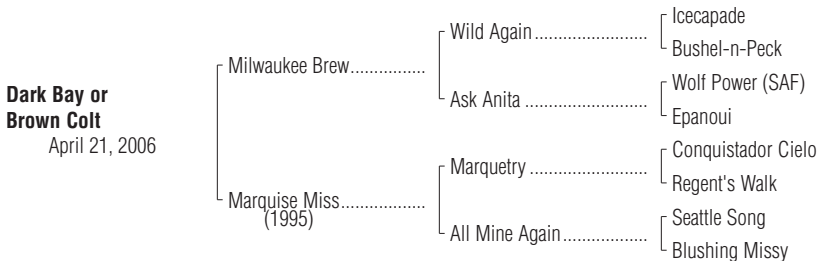 Dark Bay or
Brown Colt
April 21, 2006
Milwaukee Brew................
Marquise Miss..................
(1995)
Wild Again........................
Ask Anita..........................
Marquetry.........................
All Mine Again..................
Icecapade
Bushel-n-Peck
Wolf Power (SAF)
Epanoui
Conquistador Cielo
Regent's Walk
Seattle Song
Blushing Missy